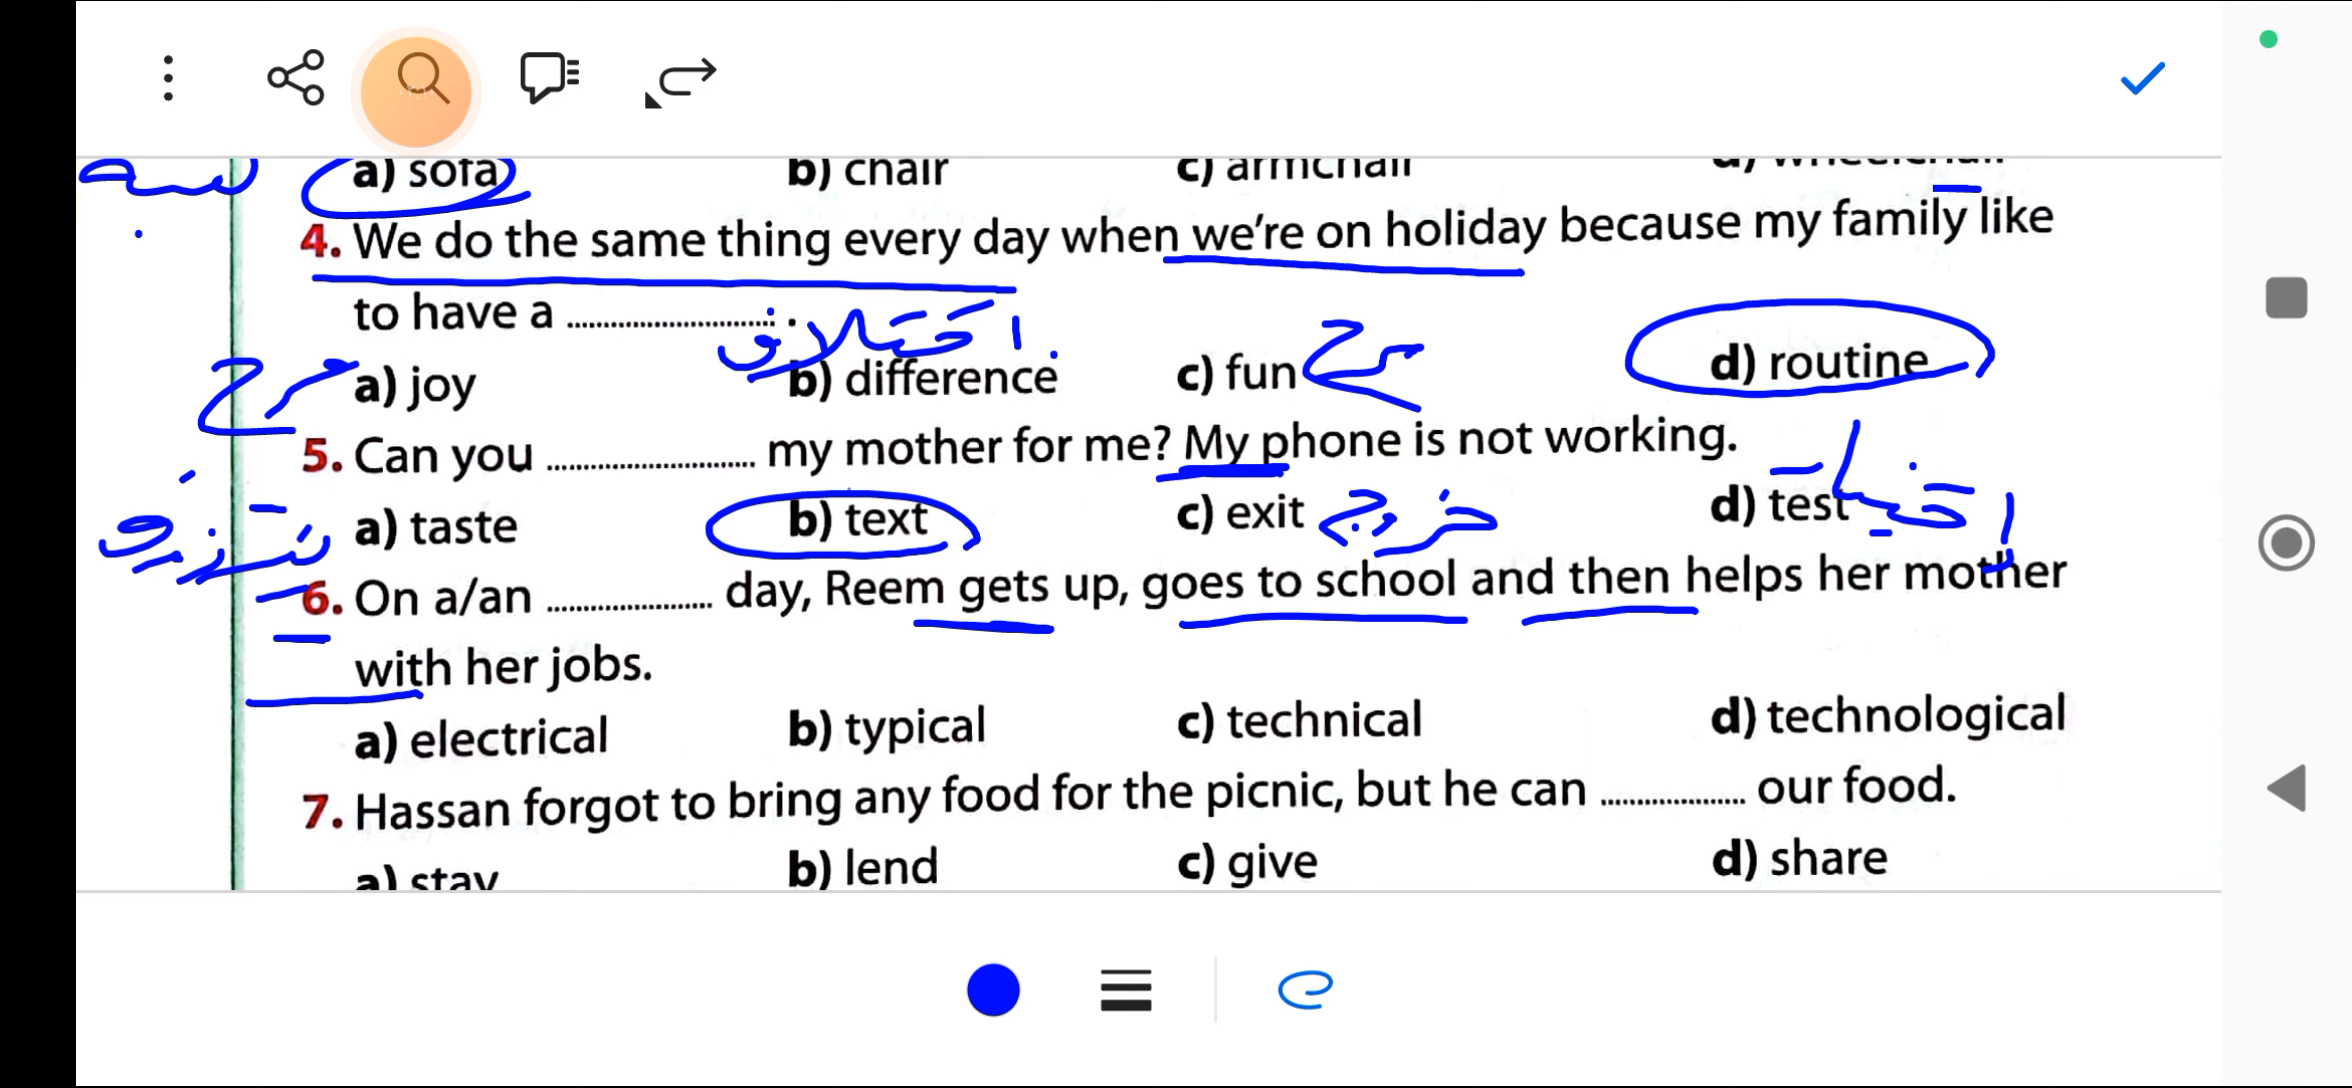 a) sofa b) chair c) armchair d) wheelchair
4. We do the same thing every day when we're on holiday because my family like
to have a .......................... .
اختلاف
a) joy b) difference c) fun d) routine
مرح مرح
5. Can you .......................... my mother for me? My phone is not working.
a) taste b) text c) exit d) test
خروج اختبار
6. On a/an ..................... day, Reem gets up, goes to school and then helps her mother
with her jobs.
a) electrical b) typical c) technical d) technological
7. Hassan forgot to bring any food for the picnic, but he can .................. our food.
a) stay b) lend c) give d) share